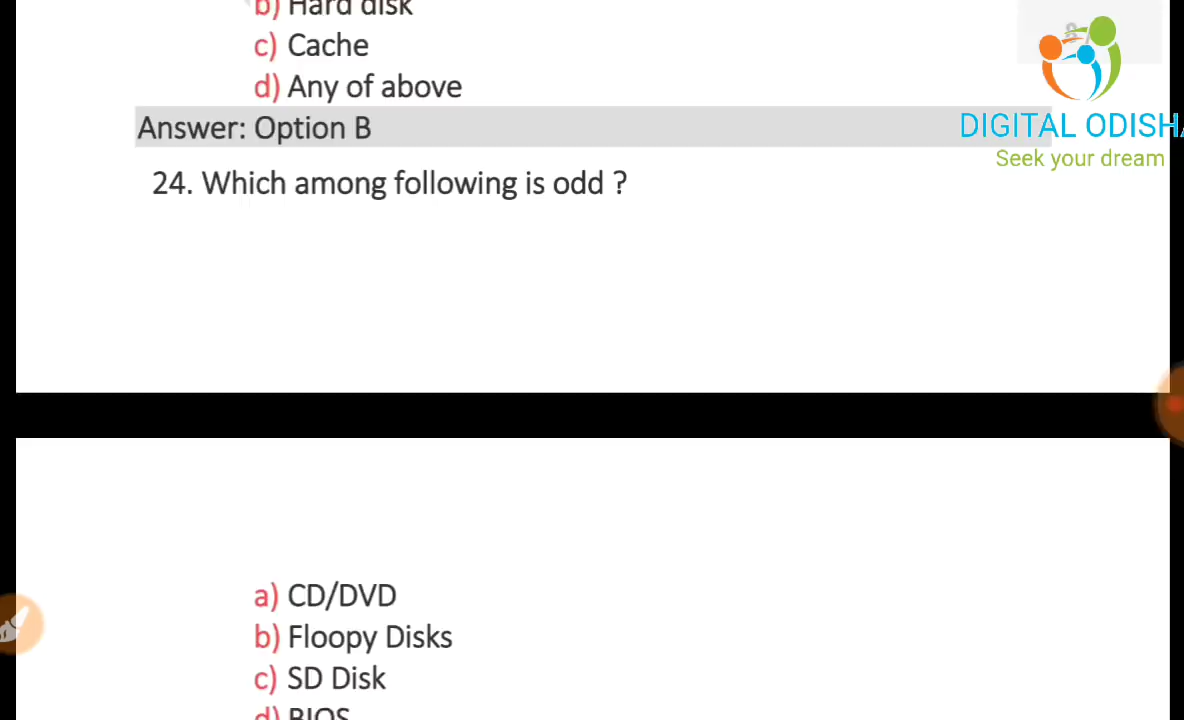 b) Hard disk
c) Cache
d) Any of above
Answer: Option B
DIGITAL ODISHA
Seek your dream
24. Which among following is odd ?
a) CD/DVD
b) Floopy Disks
c) SD Disk
d) BIOS